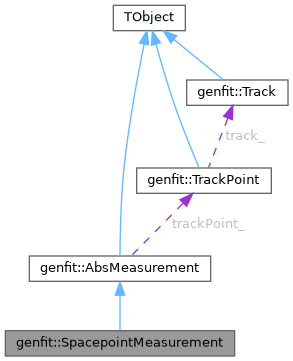 TObject
genfit::Track
track_
genfit::TrackPoint
trackPoint_
genfit::AbsMeasurement
genfit::SpacepointMeasurement